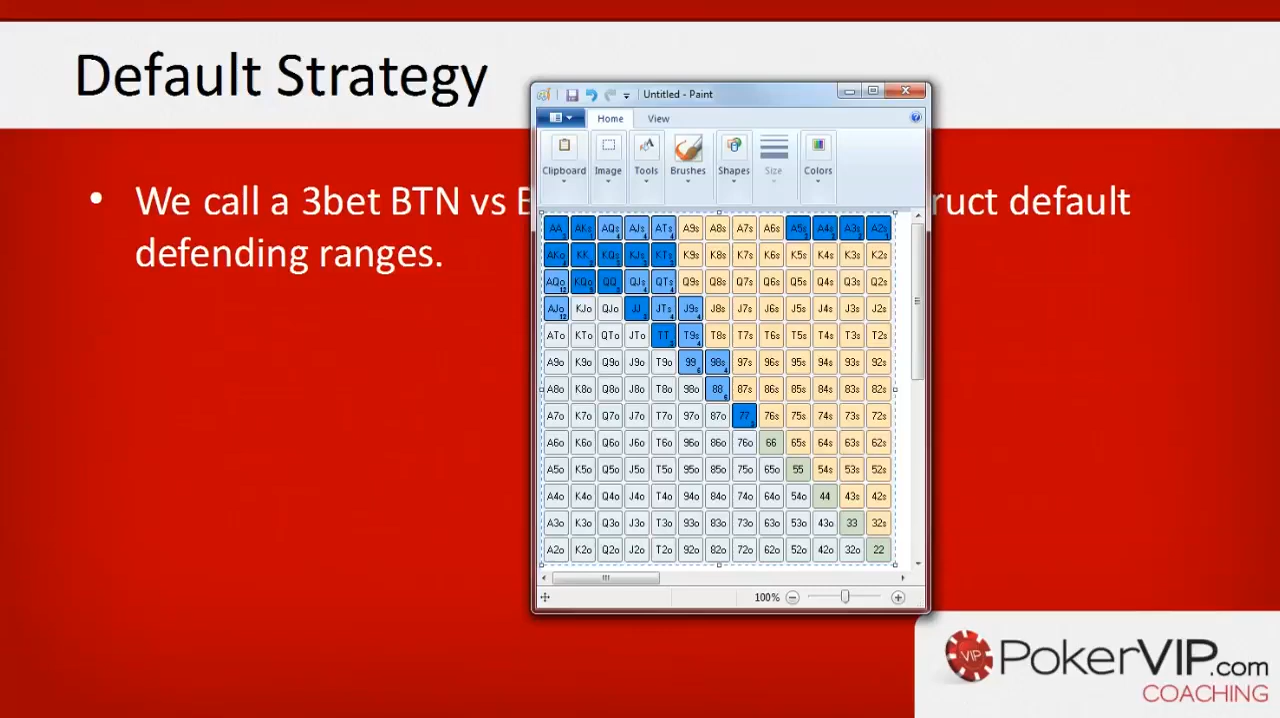 Default Strategy
Untitled - Paint
Home View
Clipboard Image Tools Brushes Shapes Size Colors
• We call a 3bet BTN vs B
ruct default
defending ranges.
AA AKs AQs AJs ATs A9s A8s A7s A6s A5s A4s A3s A2s
AKo KK KQs KJs KTs K9s K8s K7s K6s K5s K4s K3s K2s
AQo KQo QQ QJs QTs Q9s Q8s Q7s Q6s Q5s Q4s Q3s Q2s
AJo KJo QJo JJ JTs J9s J8s J7s J6s J5s J4s J3s J2s
ATo KTo QTo JTo TT T9s T8s T7s T6s T5s T4s T3s T2s
A9o K9o Q9o J9o T9o 99 98s 97s 96s 95s 94s 93s 92s
A8o K8o Q8o J8o T8o 98o 88 87s 86s 85s 84s 83s 82s
A7o K7o Q7o J7o T7o 97o 87o 77 76s 75s 74s 73s 72s
A6o K6o Q6o J6o T6o 96o 86o 76o 66 65s 64s 63s 62s
A5o K5o Q5o J5o T5o 95o 85o 75o 65o 55 54s 53s 52s
A4o K4o Q4o J4o T4o 94o 84o 74o 64o 54o 44 43s 42s
A3o K3o Q3o J3o T3o 93o 83o 73o 63o 53o 43o 33 32s
A2o K2o Q2o J2o T2o 92o 82o 72o 62o 52o 42o 32o 22
100%
VIP PokerVIP.com
COACHING